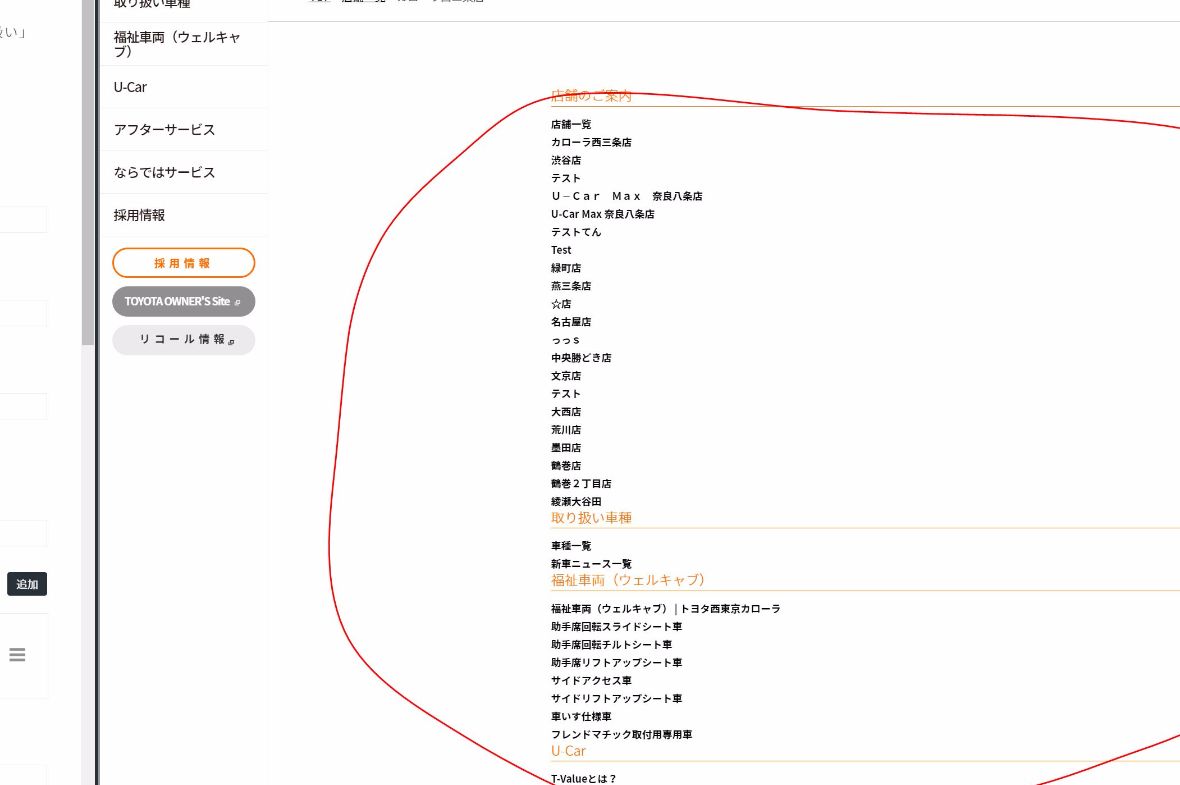 扱い」
追加
取り扱い車種
福祉車両（ウェルキャ
ブ）
U-Car
アフターサービス
ならではサービス
採用情報
採用情報
TOYOTA OWNER'S Site
リコール情報
店舗のご案内
店舗一覧
カローラ西三条店
渋谷店
テスト
Ｕ－Ｃａｒ　Ｍａｘ　奈良八条店
U-Car Max 奈良八条店
テストてん
Test
緑町店
燕三条店
☆店
名古屋店
っっｓ
中央勝どき店
文京店
テスト
大西店
荒川店
墨田店
鶴巻店
鶴巻２丁目店
綾瀬大谷田
取り扱い車種
車種一覧
新車ニュース一覧
福祉車両（ウェルキャブ）
福祉車両（ウェルキャブ） | トヨタ西東京カローラ
助手席回転スライドシート車
助手席回転チルトシート車
助手席リフトアップシート車
サイドアクセス車
サイドリフトアップシート車
車いす仕様車
フレンドマチック取付用専用車
U-Car
T-Valueとは？